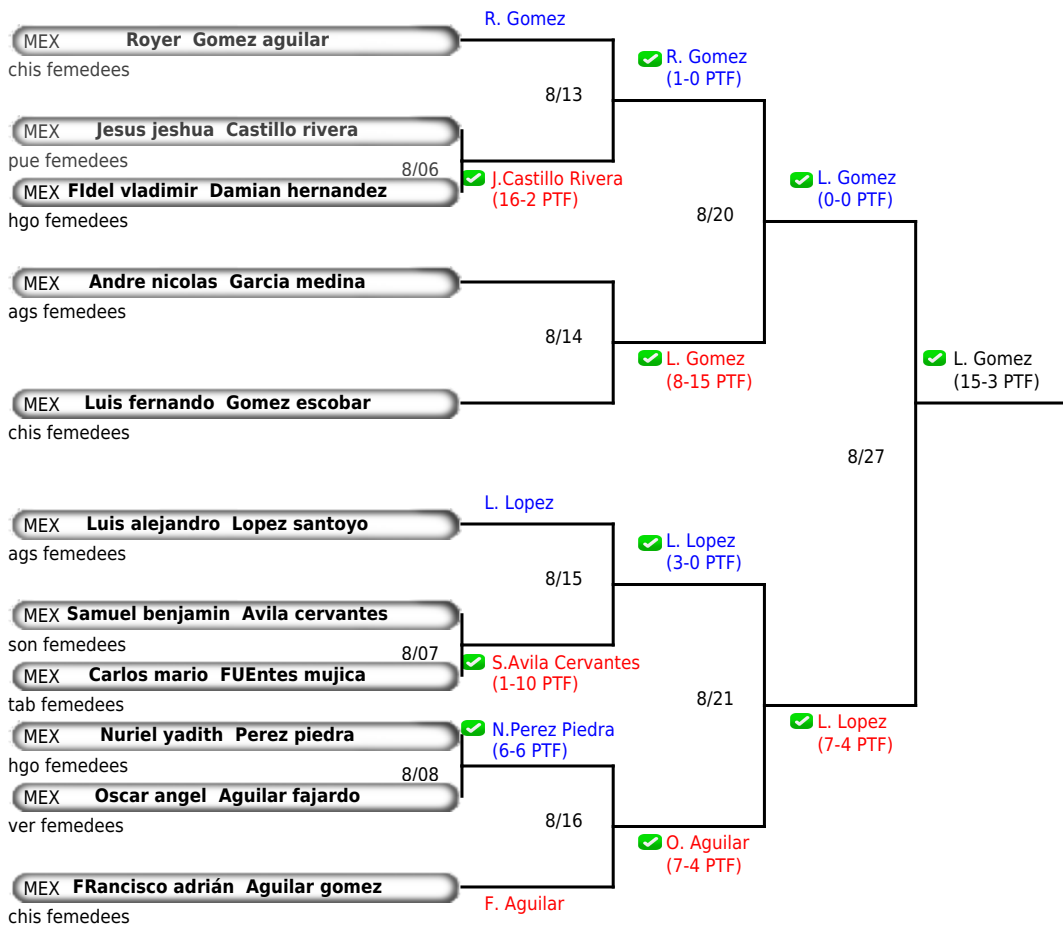 R. Gomez
MEX Royer Gomez aguilar
chis femedees
R. Gomez
(1-0 PTF)
8/13
MEX Jesus jeshua Castillo rivera
pue femedees
8/06
J.Castillo Rivera
(16-2 PTF)
MEX FIdel vladimir Damian hernandez
hgo femedees
L. Gomez
(0-0 PTF)
8/20
MEX Andre nicolas Garcia medina
ags femedees
8/14
L. Gomez
(8-15 PTF)
L. Gomez
(15-3 PTF)
MEX Luis fernando Gomez escobar
chis femedees
8/27
L. Lopez
MEX Luis alejandro Lopez santoyo
ags femedees
L. Lopez
(3-0 PTF)
8/15
MEX Samuel benjamin Avila cervantes
son femedees
8/07
S.Avila Cervantes
(1-10 PTF)
MEX Carlos mario FUEntes mujica
tab femedees
8/21
L. Lopez
(7-4 PTF)
MEX Nuriel yadith Perez piedra
N.Perez Piedra
(6-6 PTF)
hgo femedees
8/08
MEX Oscar angel Aguilar fajardo
ver femedees
8/16
O. Aguilar
(7-4 PTF)
MEX FRancisco adrián Aguilar gomez
F. Aguilar
chis femedees